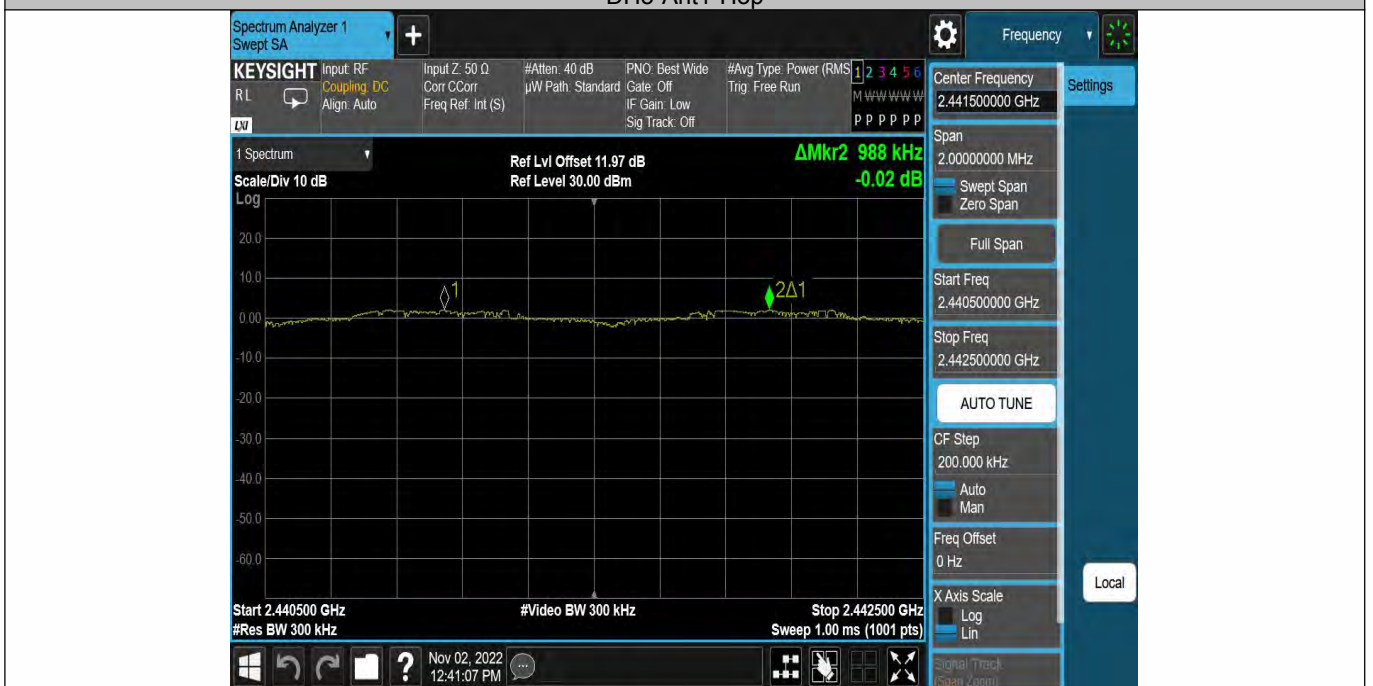 DH5 Ant1 Hop
Spectrum Analyzer 1
Swept SA
+
Frequency
KEYSIGHT
RL
LXI
Input: RF
Coupling: DC
Align: Auto
Input Z: 50 Ω
Corr CCorr
Freq Ref: Int (S)
#Atten: 40 dB
µW Path: Standard
PNO: Best Wide
Gate: Off
IF Gain: Low
Sig Track: Off
#Avg Type: Power (RMS
Trig: Free Run
1 2 3 4 5 6
M W W W W W
P P P P P P
Center Frequency
2.441500000 GHz
Settings
1 Spectrum
Scale/Div 10 dB
Log
Ref Lvl Offset 11.97 dB
Ref Level 30.00 dBm
ΔMkr2 988 kHz
-0.02 dB
Span
2.00000000 MHz
Swept Span
Zero Span
Full Span
20.0
10.0
0.00
-10.0
-20.0
-30.0
-40.0
-50.0
-60.0
1
2Δ1
Start Freq
2.440500000 GHz
Stop Freq
2.442500000 GHz
AUTO TUNE
CF Step
200.000 kHz
Auto
Man
Freq Offset
0 Hz
Local
X Axis Scale
Log
Lin
Signal Track
(Span Zoom)
Start 2.440500 GHz
#Res BW 300 kHz
#Video BW 300 kHz
Stop 2.442500 GHz
Sweep 1.00 ms (1001 pts)
?
Nov 02, 2022
12:41:07 PM